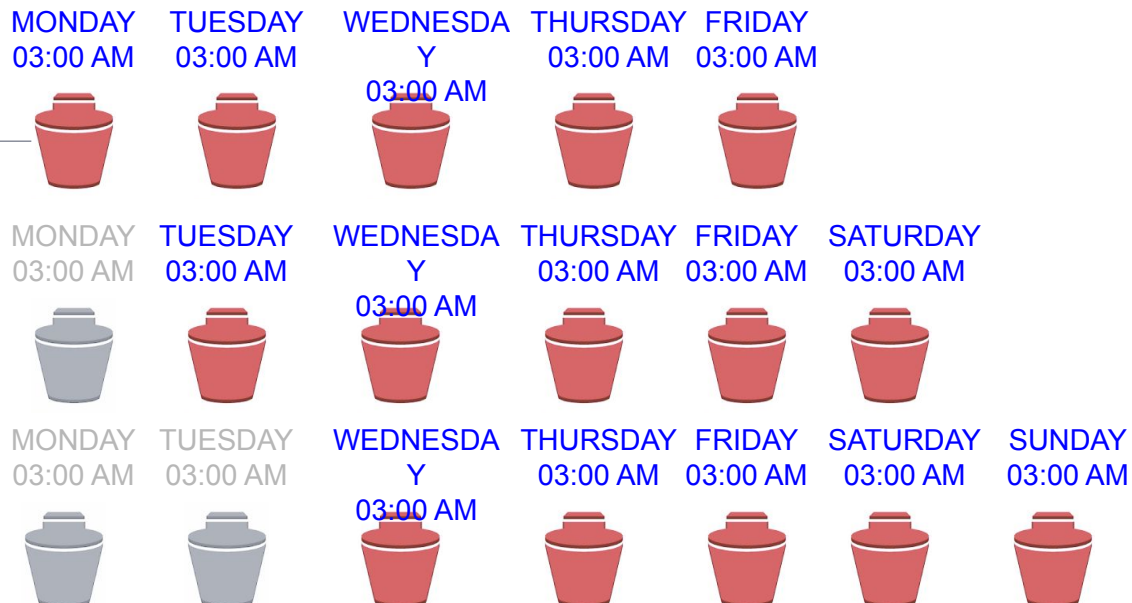 MONDAY TUESDAY WEDNESDA THURSDAY FRIDAY
03:00 AM 03:00 AM Y 03:00 AM 03:00 AM
03:00 AM
MONDAY TUESDAY WEDNESDA THURSDAY FRIDAY SATURDAY
03:00 AM 03:00 AM Y 03:00 AM 03:00 AM 03:00 AM
03:00 AM
MONDAY TUESDAY WEDNESDA THURSDAY FRIDAY SATURDAY SUNDAY
03:00 AM 03:00 AM Y 03:00 AM 03:00 AM 03:00 AM 03:00 AM
03:00 AM